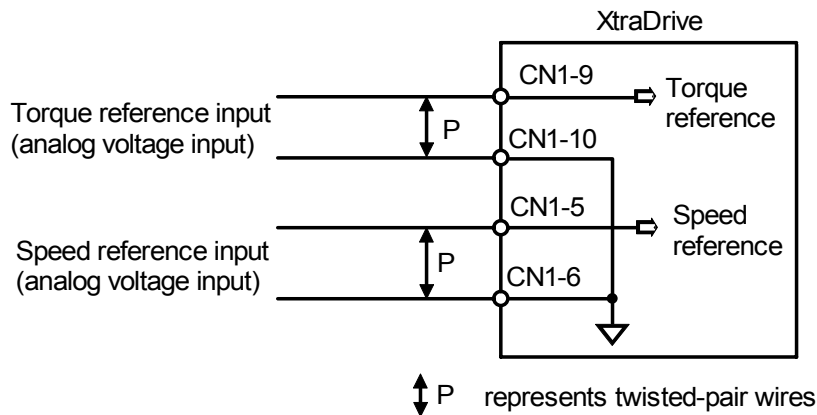 XtraDrive
CN1-9
Torque
reference
Torque reference input
(analog voltage input)
P
CN1-10
CN1-5
Speed
reference
Speed reference input
(analog voltage input)
P
CN1-6
P represents twisted-pair wires